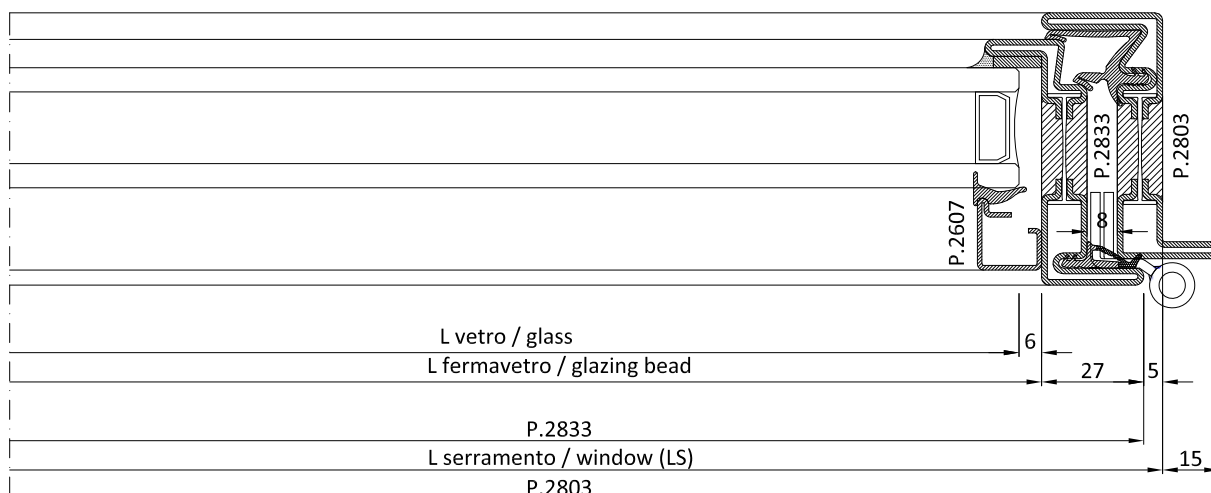 P.2833
P.2803
P.2607
8
L vetro / glass
6
L fermavetro / glazing bead
27
5
P.2833
L serramento / window (LS)
15
P.2803